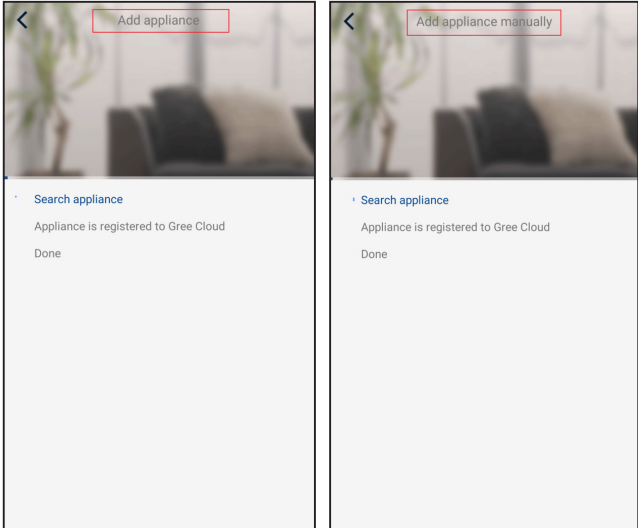 Add appliance
Search appliance
Appliance is registered to Gree Cloud
Done
Add appliance manually
Search appliance
Appliance is registered to Gree Cloud
Done